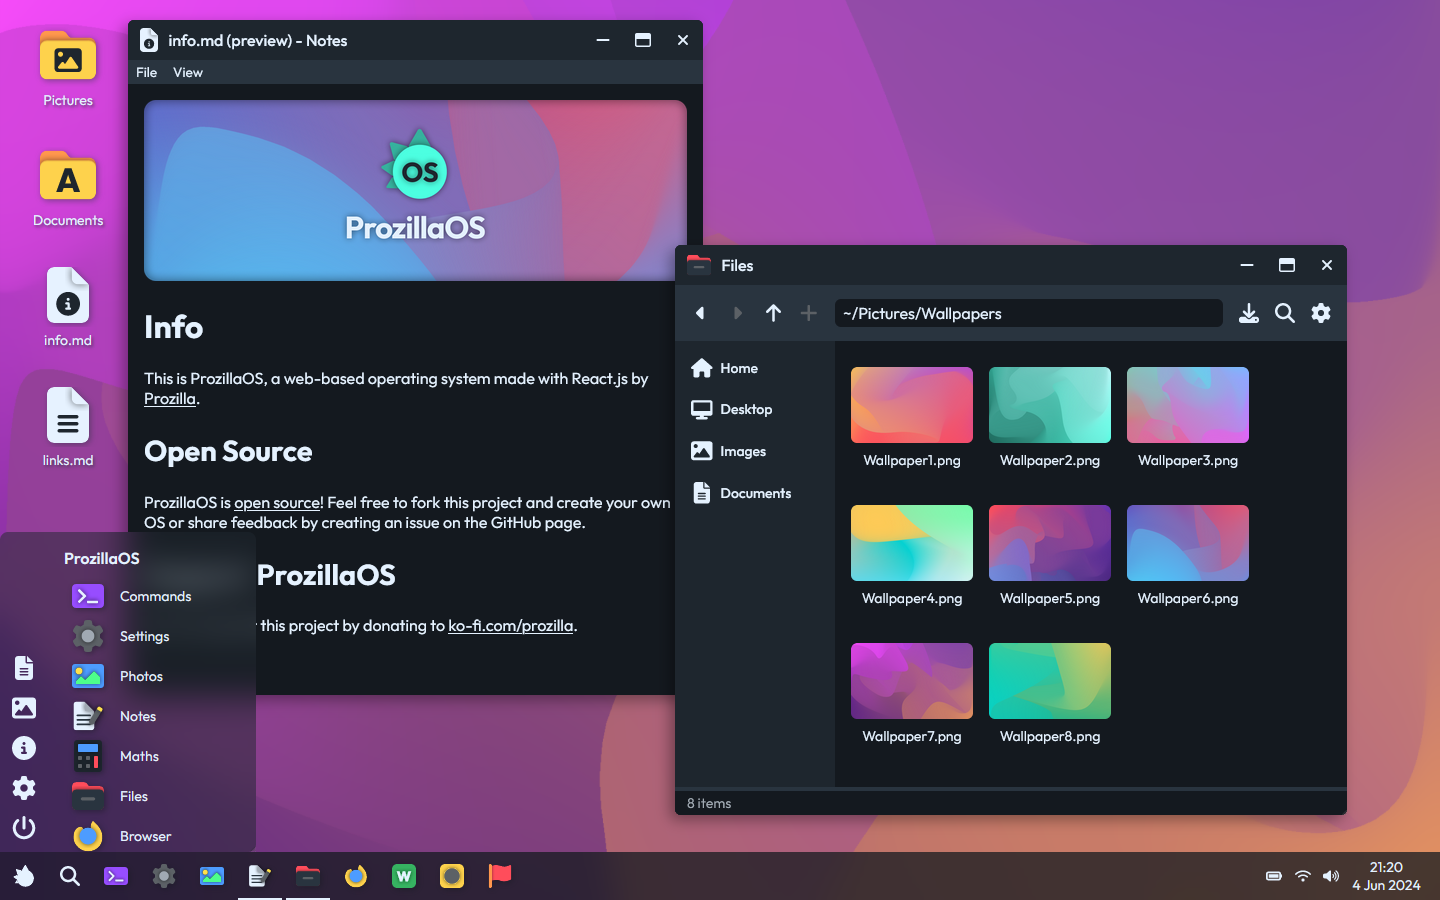 Pictures
Documents
info.md
links.md
info.md (preview) - Notes
File View
OS
ProzillaOS
Info
This is ProzillaOS, a web-based operating system made with React.js by
Prozilla.
Open Source
ProzillaOS is open source! Feel free to fork this project and create your own
OS or share feedback by creating an issue on the GitHub page.
ProzillaOS
this project by donating to ko-fi.com/prozilla.
Files
~/Pictures/Wallpapers
Home
Desktop
Images
Documents
Wallpaper1.png Wallpaper2.png Wallpaper3.png
Wallpaper4.png Wallpaper5.png Wallpaper6.png
Wallpaper7.png Wallpaper8.png
8 items
ProzillaOS
Commands
Settings
Photos
Notes
Maths
Files
Browser
W
21:20
4 Jun 2024